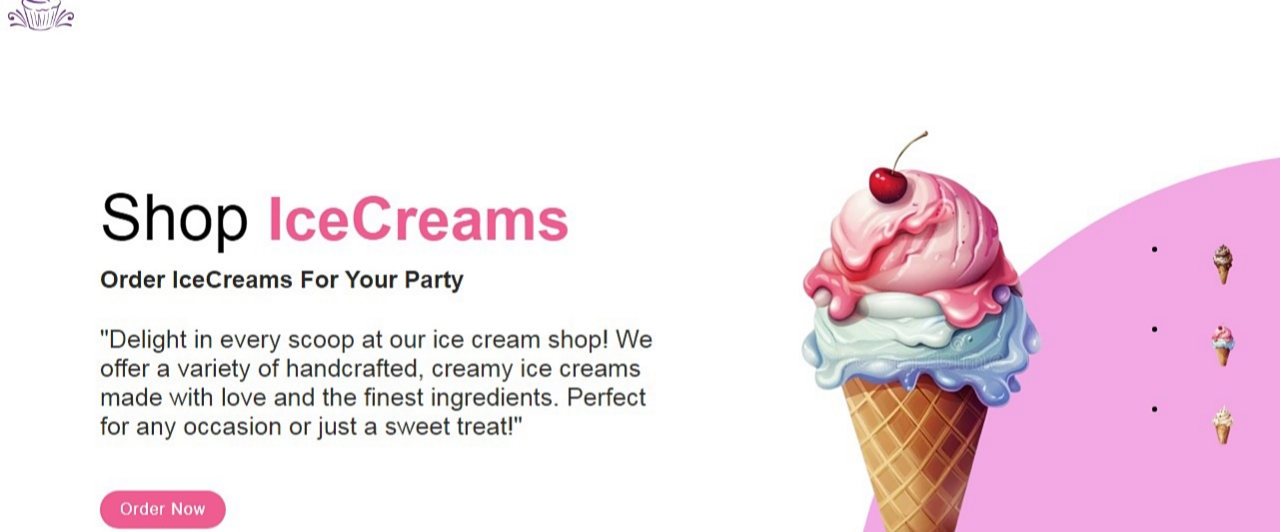 Shop IceCreams
Order IceCreams For Your Party
"Delight in every scoop at our ice cream shop! We
offer a variety of handcrafted, creamy ice creams
made with love and the finest ingredients. Perfect
for any occasion or just a sweet treat!"
Order Now